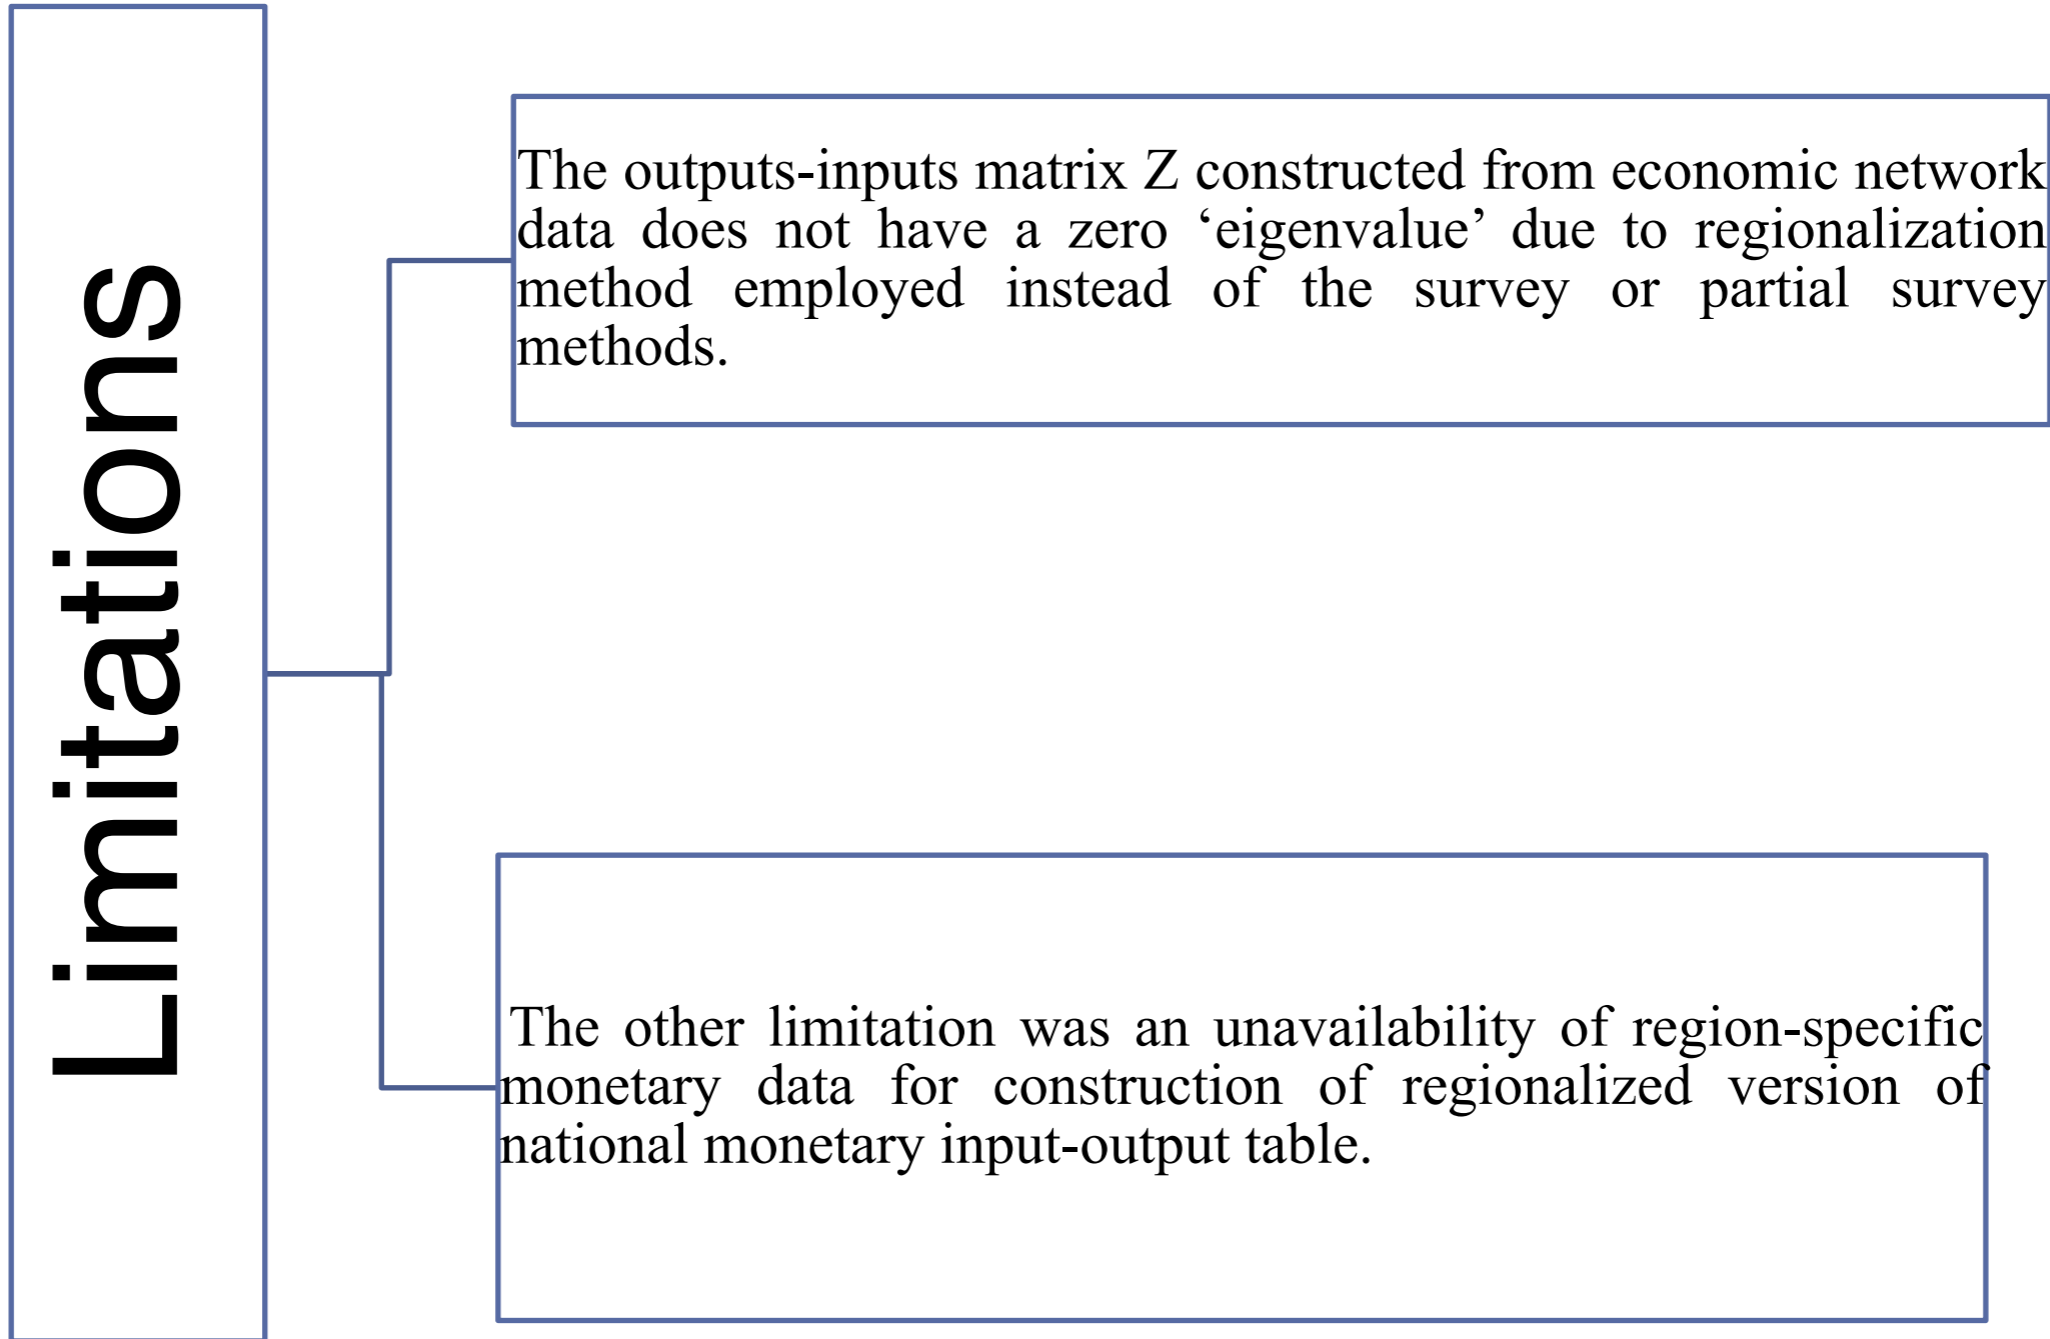 Limitations
The outputs-inputs matrix Z constructed from economic network
data does not have a zero ‘eigenvalue’ due to regionalization
method employed instead of the survey or partial survey
methods.
The other limitation was an unavailability of region-specific
monetary data for construction of regionalized version of
national monetary input-output table.